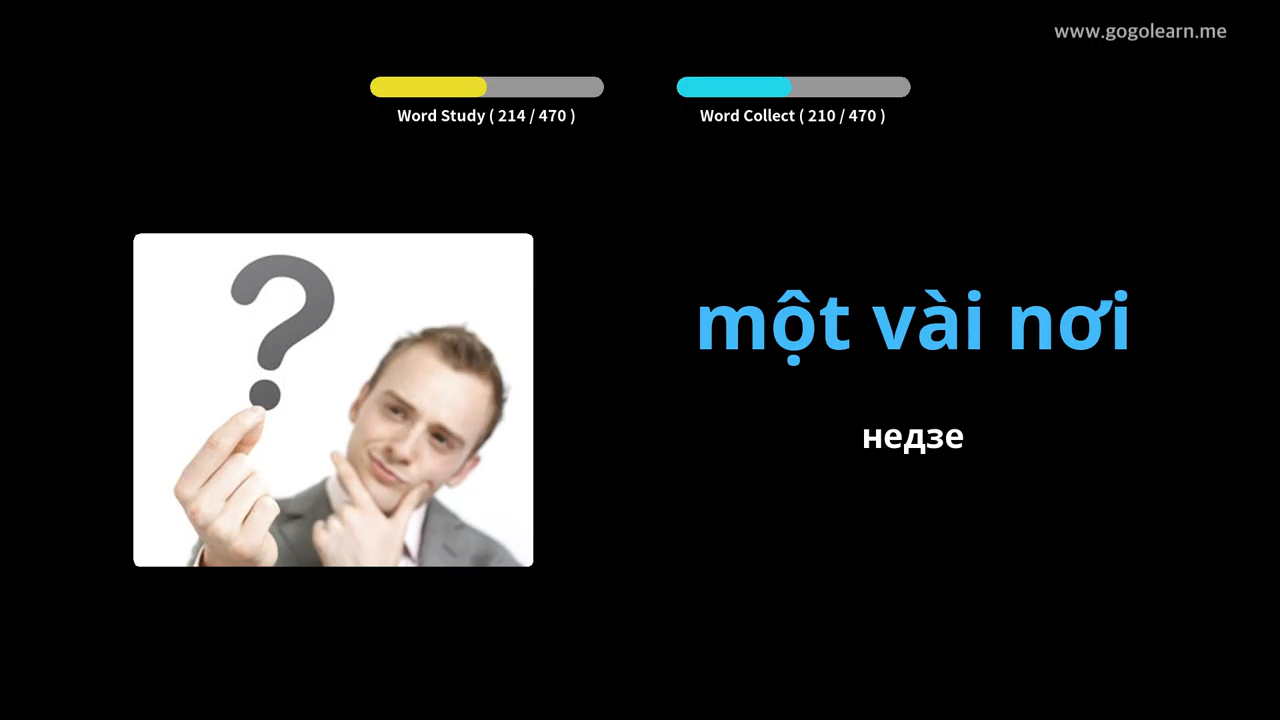 www.gogolearn.me
Word Study ( 214 / 470 )
Word Collect ( 210 / 470 )
?
một vài nơi
недзе